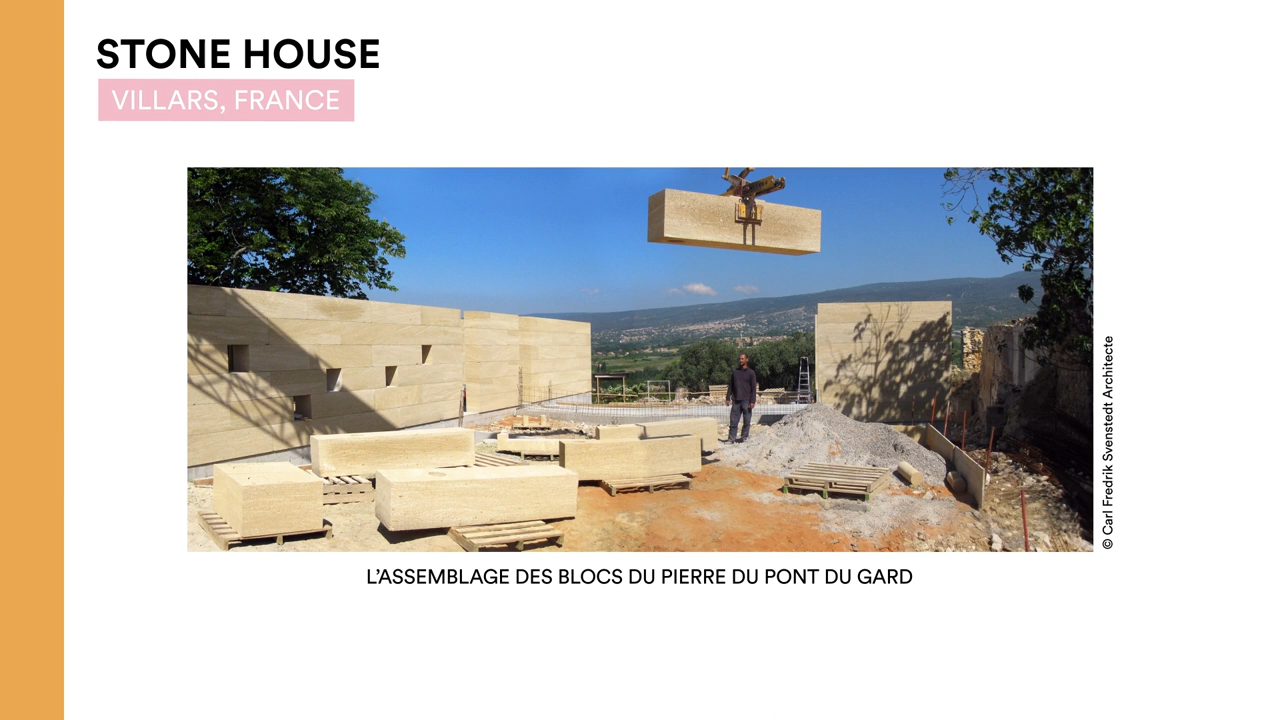 STONE HOUSE
VILLARS, FRANCE
© Carl Fredrik Svenstedt Architecte
L’ASSEMBLAGE DES BLOCS DU PIERRE DU PONT DU GARD